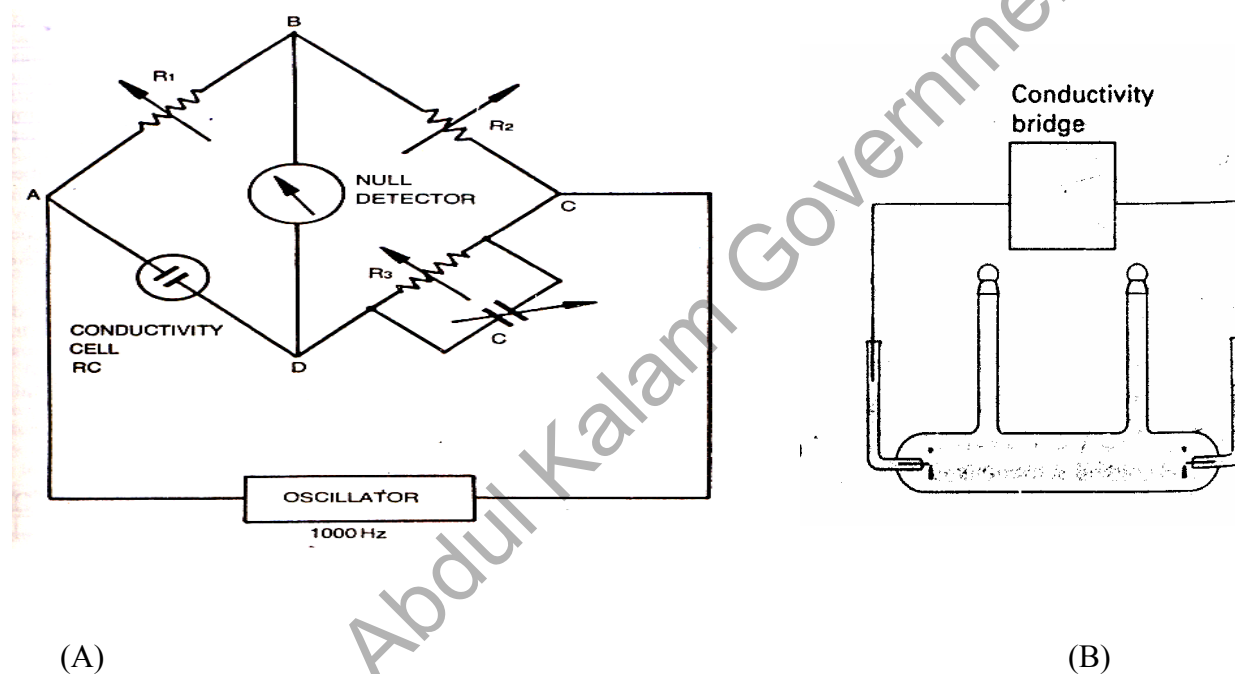 B
R1
R2
A
NULL
DETECTOR
C
R3
C
CONDUCTIVITY
CELL
RC
D
OSCILLATOR
1000 Hz
Conductivity
bridge
Abdul Kalam Governme
(A)
(B)